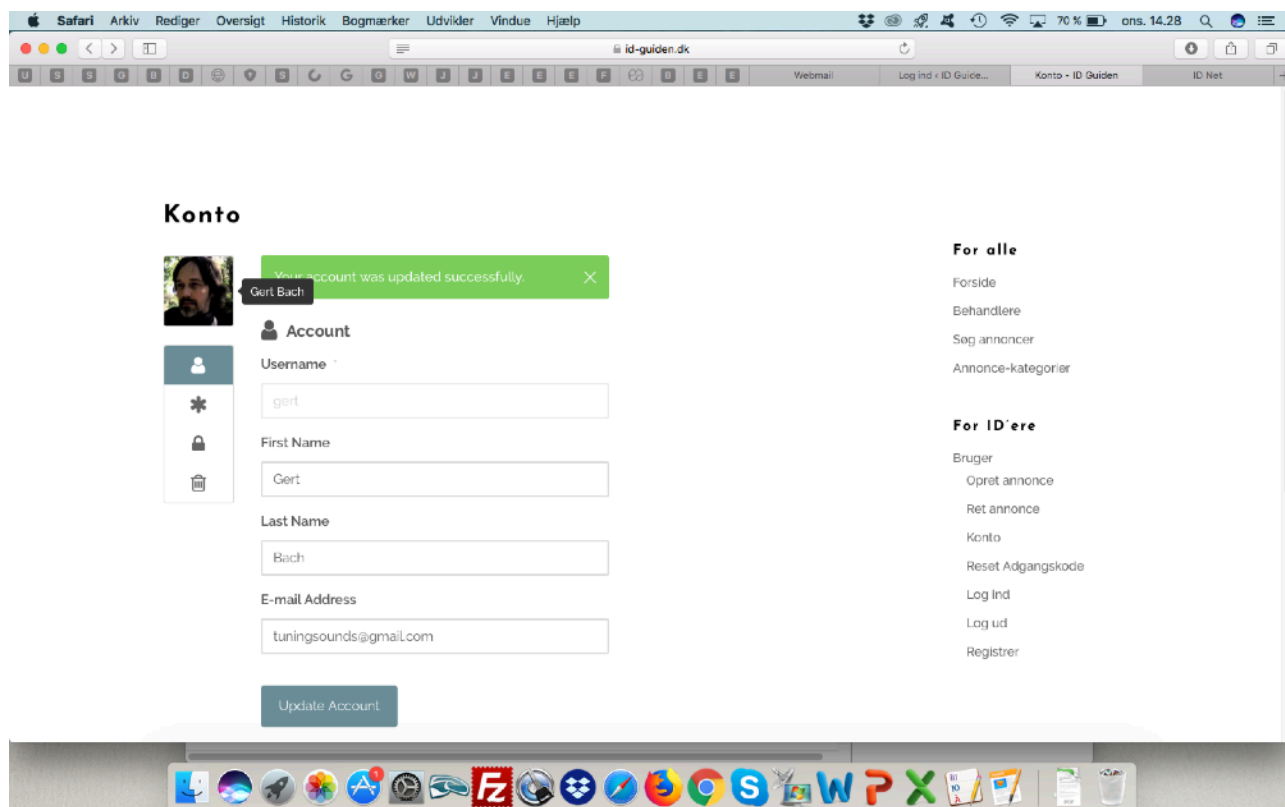 Safari Arkiv Rediger Oversigt Historik Bogmærker Udvikler Vindue Hjælp 70 % ons. 14.28
id-guiden.dk
U S S G B D S G G W J J E E E F B E E Webmail Log ind ‹ ID Guide... Konto - ID Guiden ID Net
Konto
Your account was updated successfully.
Gert Bach
Account
Username
gert
First Name
Gert
Last Name
Bach
E-mail Address
tuningsounds@gmail.com
Update Account
For alle
Forside
Behandlere
Søg annoncer
Annonce-kategorier
For ID'ere
Bruger
Opret annonce
Ret annonce
Konto
Reset Adgangskode
Log Ind
Log ud
Registrer
1